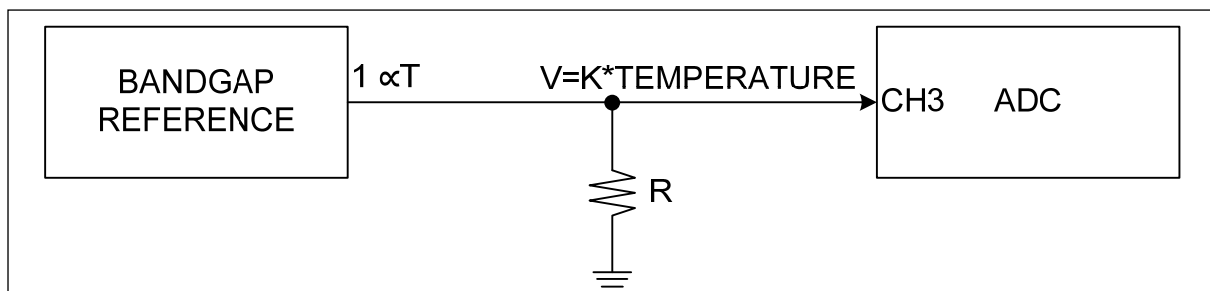 BANDGAP
REFERENCE
1 ∝T
V=K*TEMPERATURE
CH3
ADC
R